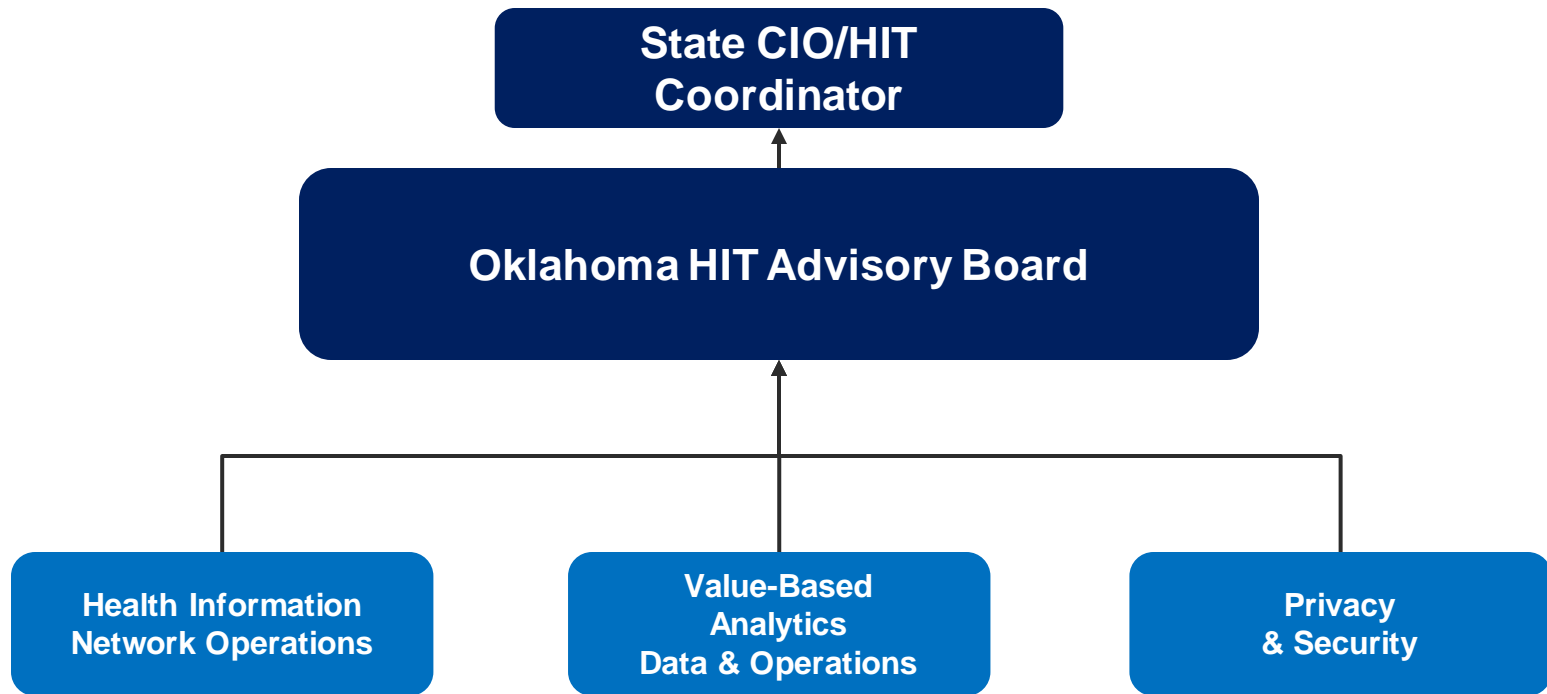 State CIO/HIT
Coordinator
Oklahoma HIT Advisory Board
Health Information
Network Operations
Value-Based
Analytics
Data & Operations
Privacy
& Security